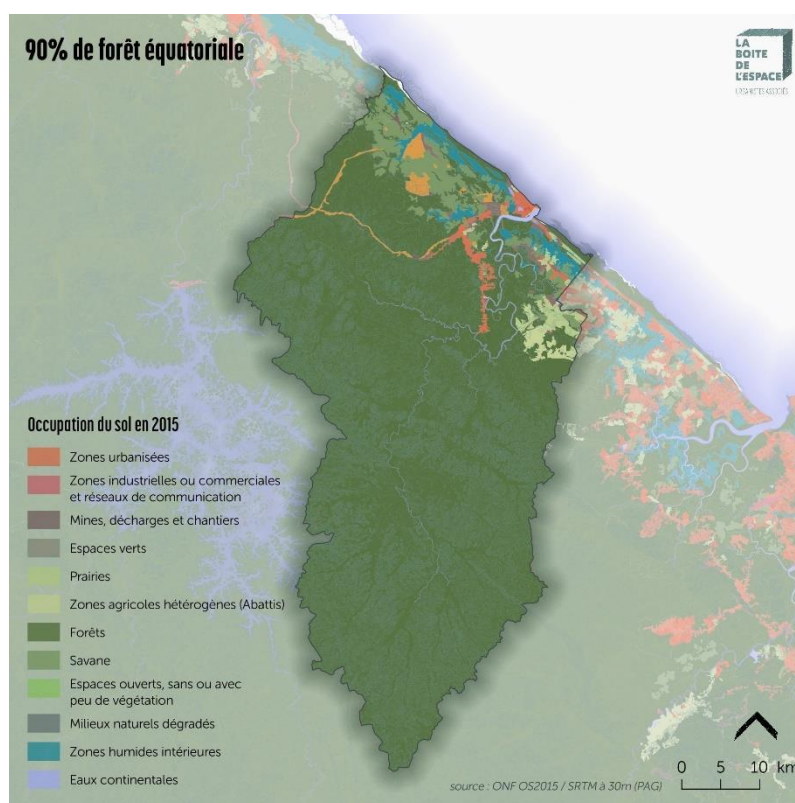 90% de forêt équatoriale
LA
BOITE
DE
L'ESPACE
URBANISTES ASSOCIÉS
Occupation du sol en 2015
Zones urbanisées
Zones industrielles ou commerciales
et réseaux de communication
Mines, décharges et chantiers
Espaces verts
Prairies
Zones agricoles hétérogènes (Abattis)
Forêts
Savane
Espaces ouverts, sans ou avec
peu de végétation
Milieux naturels dégradés
Zones humides intérieures
Eaux continentales
source : ONF OS2015 / SRTM à 30m (PAG)
0 5 10 km